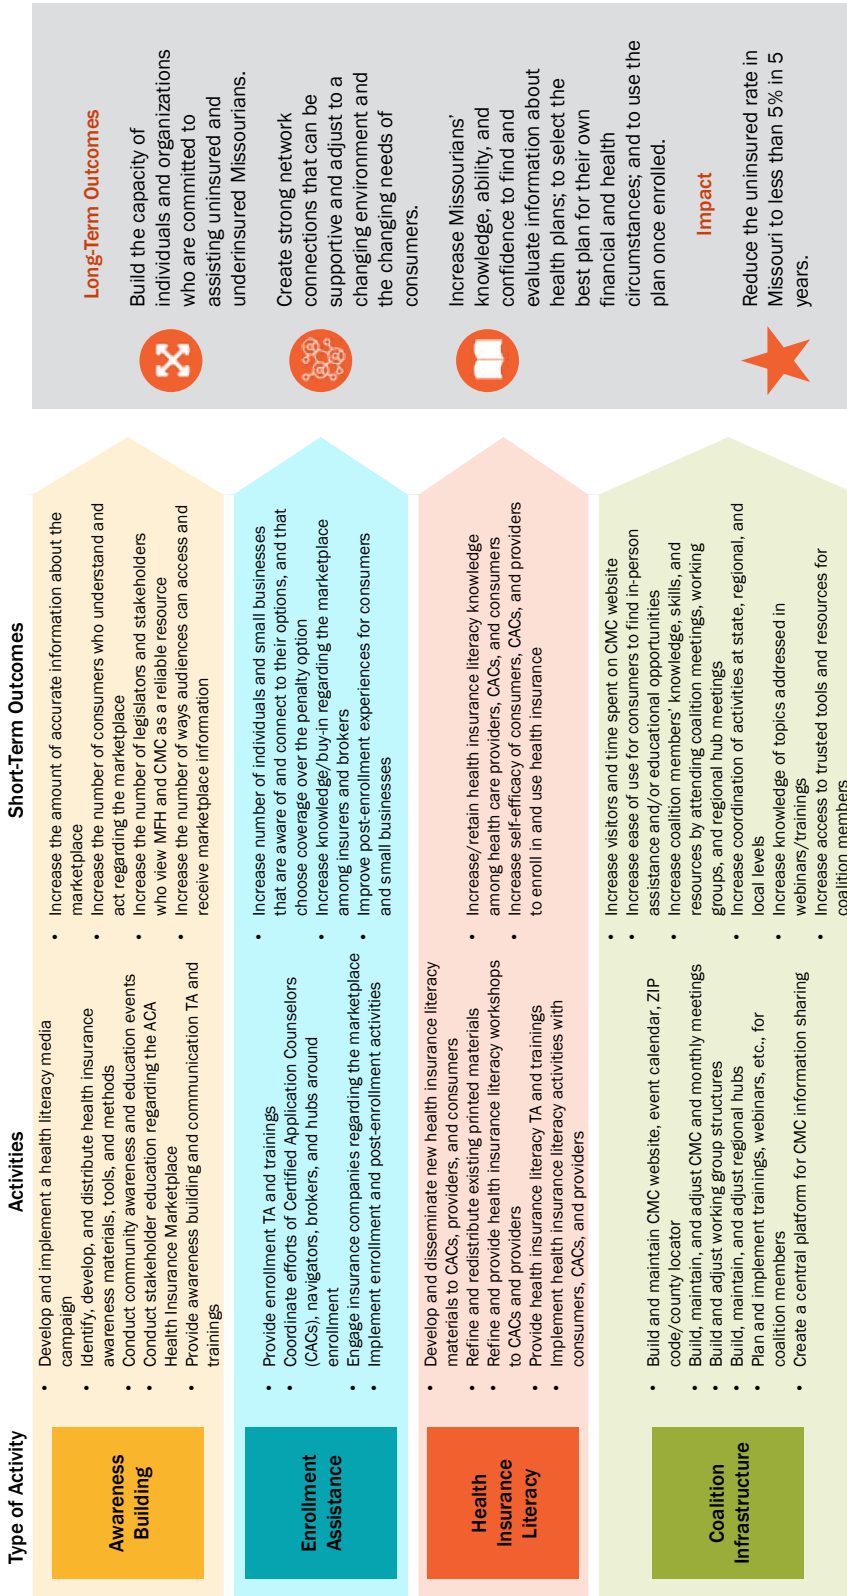 Type of Activity
Activities
Short-Term Outcomes
Awareness
Building
• Develop and implement a health literacy media
campaign
• Identify, develop, and distribute health insurance
awareness materials, tools, and methods
• Conduct community awareness and education events
• Conduct stakeholder education regarding the ACA
Health Insurance Marketplace
• Provide awareness building and communication TA and
trainings
• Increase the amount of accurate information about the
marketplace
• Increase the number of consumers who understand and
act regarding the marketplace
• Increase the number of legislators and stakeholders
who view MFH and CMC as a reliable resource
• Increase the number of ways audiences can access and
receive marketplace information
Enrollment
Assistance
• Provide enrollment TA and trainings
• Coordinate efforts of Certified Application Counselors
(CACs), navigators, brokers, and hubs around
enrollment
• Engage insurance companies regarding the marketplace
• Implement enrollment and post-enrollment activities
• Increase number of individuals and small businesses
that are aware of and connect to their options, and that
choose coverage over the penalty option
• Increase knowledge/buy-in regarding the marketplace
among insurers and brokers
• Improve post-enrollment experiences for consumers
and small businesses
Health
Insurance
Literacy
• Develop and disseminate new health insurance literacy
materials to CACs, providers, and consumers
• Refine and redistribute existing printed materials
• Refine and provide health insurance literacy workshops
to CACs and providers
• Provide health insurance literacy TA and trainings
• Implement health insurance literacy activities with
consumers, CACs, and providers
• Increase/retain health insurance literacy knowledge
among health care providers, CACs, and consumers
• Increase self-efficacy of consumers, CACs, and providers
to enroll in and use health insurance
Coalition
Infrastructure
• Build and maintain CMC website, event calendar, ZIP
code/county locator
• Build, maintain, and adjust CMC and monthly meetings
• Build and adjust working group structures
• Build, maintain, and adjust regional hubs
• Plan and implement trainings, webinars, etc., for
coalition members
• Create a central platform for CMC information sharing
• Increase visitors and time spent on CMC website
• Increase ease of use for consumers to find in-person
assistance and/or educational opportunities
• Increase coalition members' knowledge, skills, and
resources by attending coalition meetings, working
groups, and regional hub meetings
• Increase coordination of activities at state, regional, and
local levels
• Increase knowledge of topics addressed in
webinars/trainings
• Increase access to trusted tools and resources for
coalition members
Long-Term Outcomes
Build the capacity of
individuals and organizations
who are committed to
assisting uninsured and
underinsured Missourians.
Create strong network
connections that can be
supportive and adjust to a
changing environment and
the changing needs of
consumers.
Increase Missourians'
knowledge, ability, and
confidence to find and
evaluate information about
health plans; to select the
best plan for their own
financial and health
circumstances; and to use the
plan once enrolled.
Impact
Reduce the uninsured rate in
Missouri to less than 5% in 5
years.